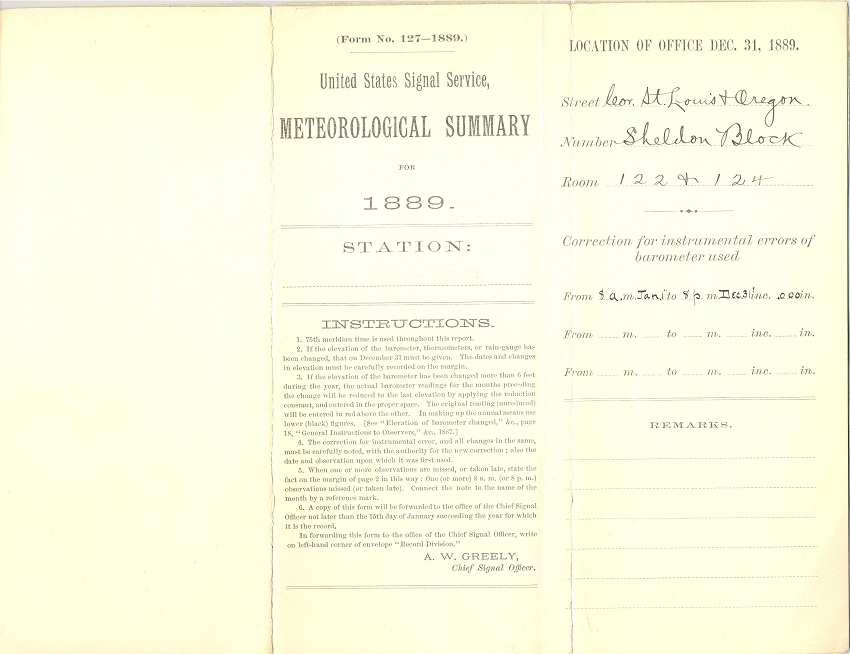 (Form No. 127—1889.)
United States Signal Service,
METEOROLOGICAL SUMMARY
FOR
1889.
STATION:
INSTRUCTIONS.
1. 75th meridian time is used throughout this report.
2. If the elevation of the barometer, thermometers, or rain-gauge has
been changed, that on December 31 must be given. The dates and changes
in elevation must be carefully recorded on the margin.
3. If the elevation of the barometer has been changed more than 6 feet
during the year, the actual barometer readings for the months preceding
the change will be reduced to the last elevation by applying the reduction
constant, and entered in the proper space. The original reading (unreduced)
will be entered in red above the other. In making up the annual means use
lower (black) figures. [See "Elevation of barometer changed," &c., page
18, "General Instructions to Observers," &c., 1887.]
4. The correction for instrumental error, and all changes in the same,
must be carefully noted, with the authority for the new correction; also the
date and observation upon which it was first used.
5. When one or more observations are missed, or taken late, state the
fact on the margin of page 2 in this way: One (or more) 8 a. m. (or 8 p. m.)
observations missed (or taken late). Connect the note to the name of the
month by a reference mark.
6. A copy of this form will be forwarded to the office of the Chief Signal
Officer not later than the 15th day of January succeeding the year for which
it is the record.
In forwarding this form to the office of the Chief Signal Officer, write
on left-hand corner of envelope "Record Division."
A. W. GREELY,
Chief Signal Officer.
LOCATION OF OFFICE DEC. 31, 1889.
Street Cor. St. Louis & Oregon.
Number Sheldon Block
Room 122 & 124
Correction for instrumental errors of
barometer used
From 8 a. m. Jan. 1 to 8 p. m. Dec. 31 inc. .000 in.
From m. to m. inc. in.
From m. to m. inc. in.
REMARKS.